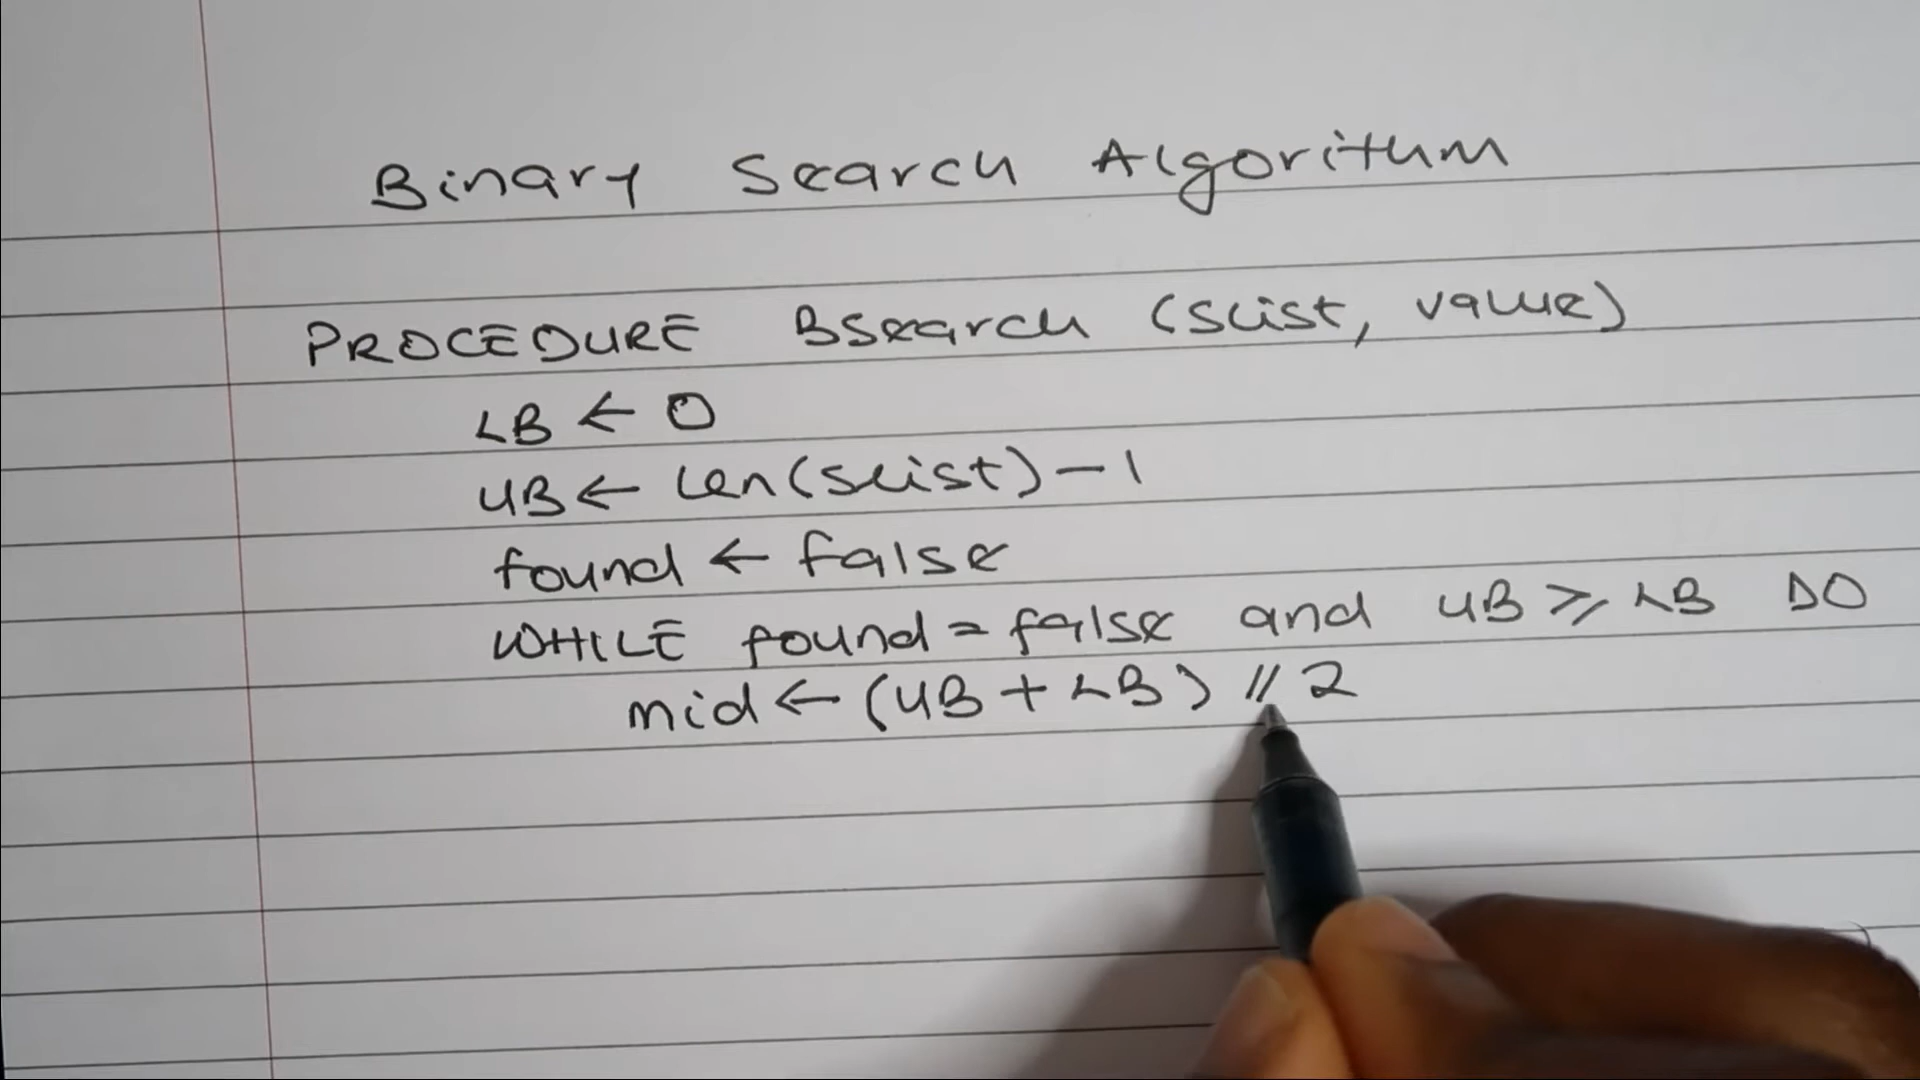 Binary Search Algorithm
PROCEDURE Bsearch (slist, value)
LB ← 0
UB ← len(slist) - 1
found ← false
WHILE found = false and UB ≥ LB DO
mid ← (UB + LB) // 2